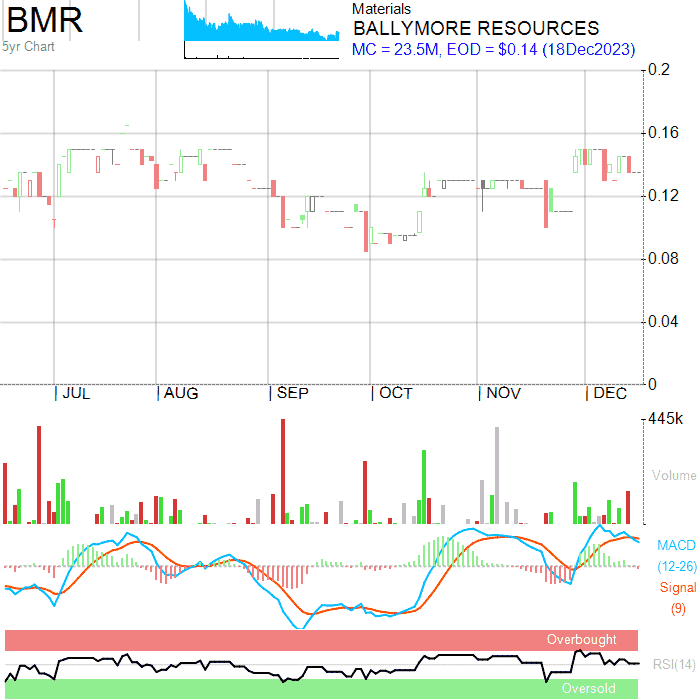 BMR
5yr Chart
Materials
BALLYMORE RESOURCES
MC = 23.5M, EOD = $0.14 (18Dec2023)
0.2
0.16
0.12
0.08
0.04
0
JUL AUG SEP OCT NOV DEC
445k
Volume
MACD
(12-26)
Signal
(9)
Overbought
RSI(14)
Oversold